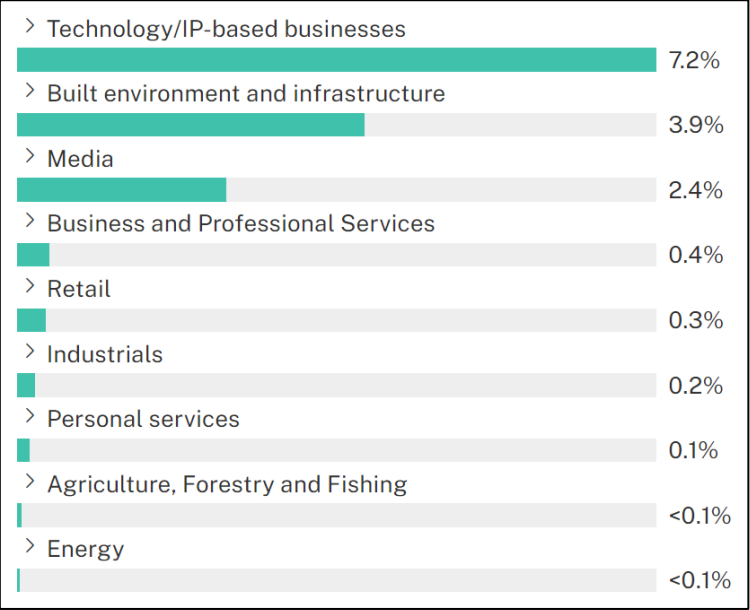 Technology/IP-based businesses
7.2%
Built environment and infrastructure
3.9%
Media
2.4%
Business and Professional Services
0.4%
Retail
0.3%
Industrials
0.2%
Personal services
0.1%
Agriculture, Forestry and Fishing
<0.1%
Energy
<0.1%